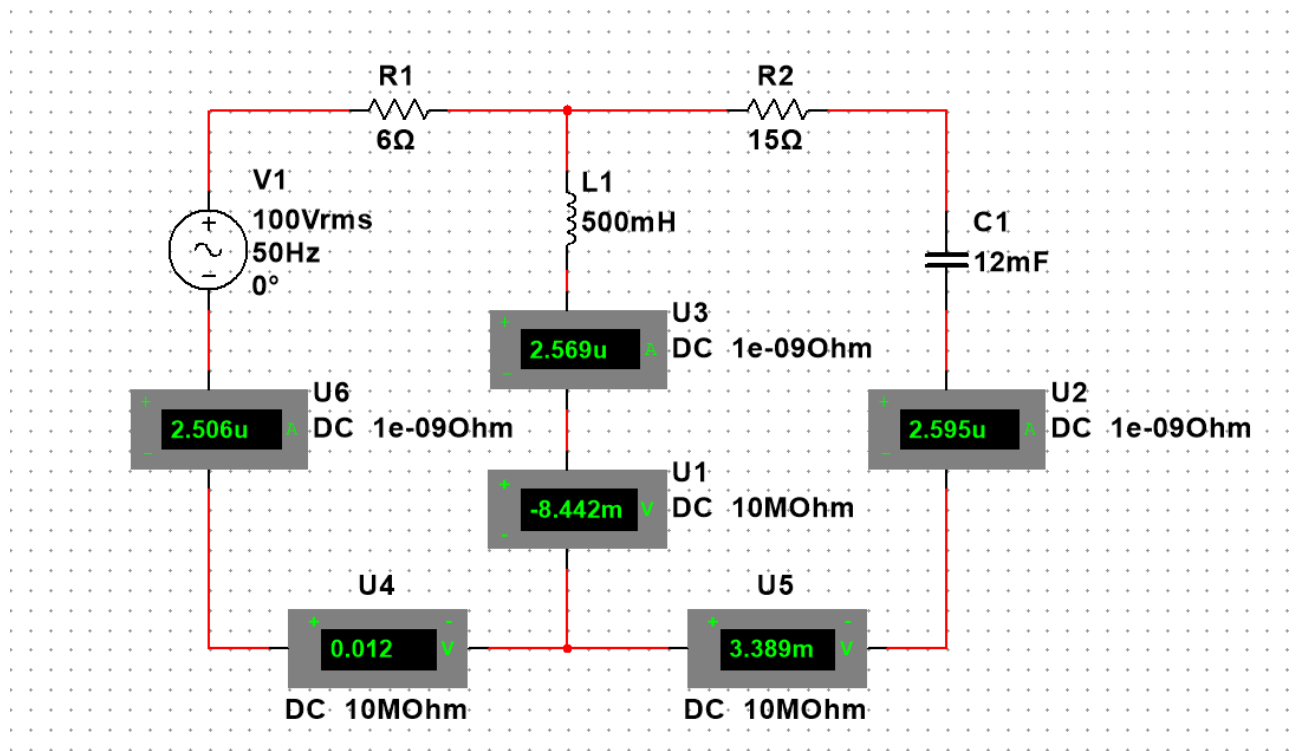 R1
6Ω
R2
15Ω
V1
100Vrms
50Hz
0°
L1
500mH
C1
12mF
U3
2.569u A
DC 1e-09Ohm
U6
2.506u A
DC 1e-09Ohm
U2
2.595u A
DC 1e-09Ohm
U1
-8.442m V
DC 10MOhm
U4
0.012 V
DC 10MOhm
U5
3.389m V
DC 10MOhm